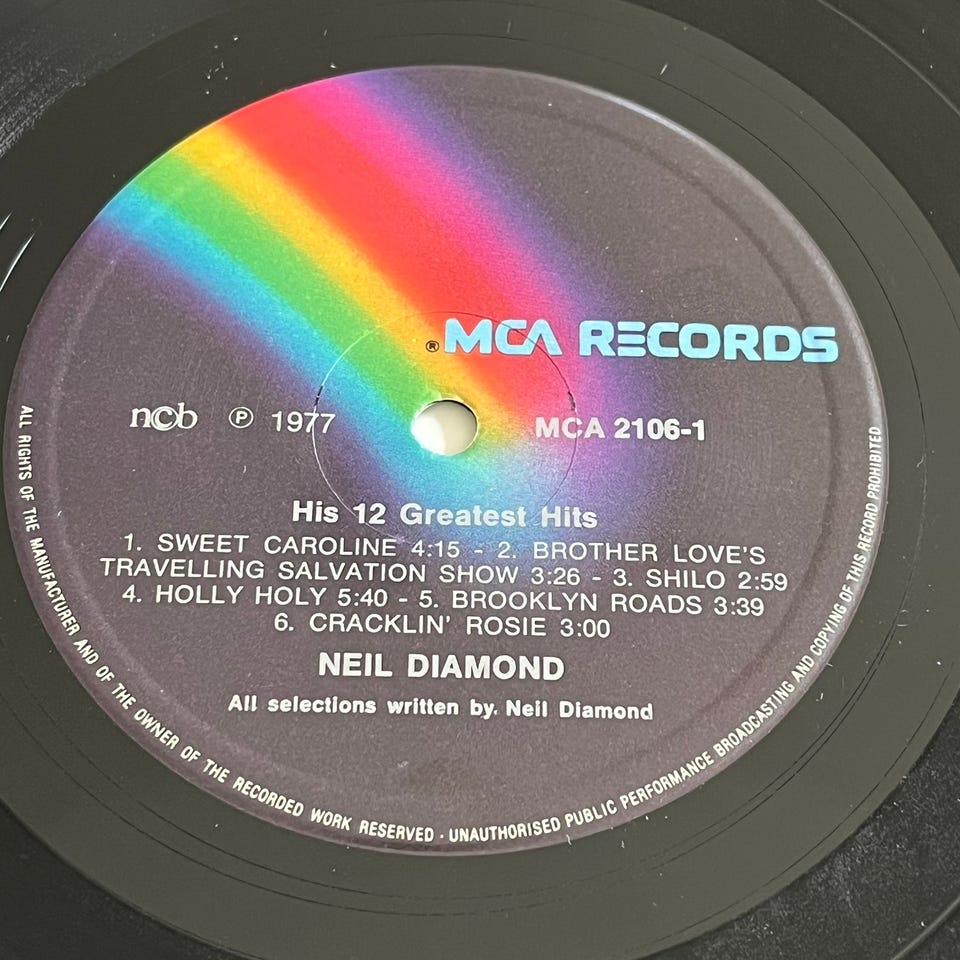 ® MCA RECORDS
ncb ℗ 1977
MCA 2106-1
His 12 Greatest Hits
1. SWEET CAROLINE 4:15 - 2. BROTHER LOVE'S
TRAVELLING SALVATION SHOW 3:26 - 3. SHILO 2:59
4. HOLLY HOLY 5:40 - 5. BROOKLYN ROADS 3:39
6. CRACKLIN' ROSIE 3:00
NEIL DIAMOND
All selections written by. Neil Diamond
ALL RIGHTS OF THE MANUFACTURER AND OF THE OWNER OF THE RECORDED WORK RESERVED · UNAUTHORISED PUBLIC PERFORMANCE BROADCASTING AND COPYING OF THIS RECORD PROHIBITED